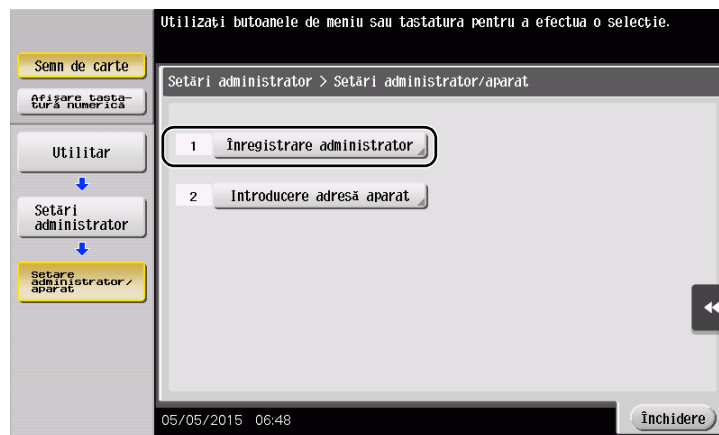 Utilizați butoanele de meniu sau tastatura pentru a efectua o selecție.
Semn de carte
Afișare tasta-
tură numerică
Utilitar
Setări
administrator
Setare
administrator/
aparat
Setări administrator > Setări administrator/aparat
1 Înregistrare administrator
2 Introducere adresă aparat
05/05/2015 06:48
Închidere